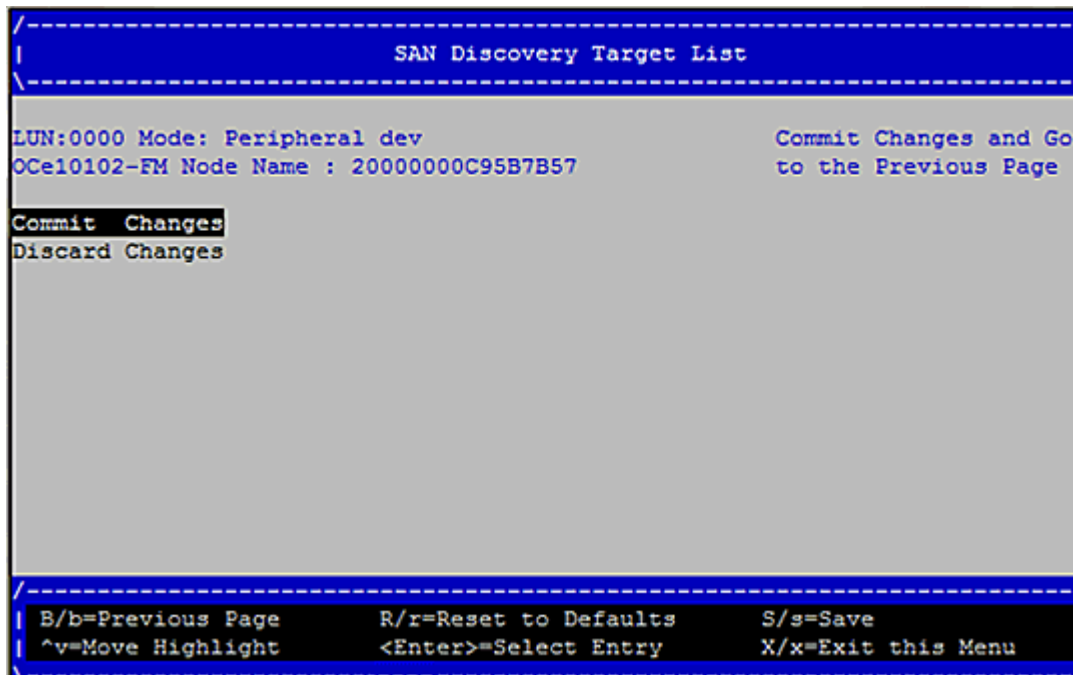 /---------------------------------------------------------------------------
| SAN Discovery Target List
\---------------------------------------------------------------------------
LUN:0000 Mode: Peripheral dev Commit Changes and Go
OCe10102-FM Node Name : 20000000C95B7B57 to the Previous Page
Commit  Changes
Discard Changes
/---------------------------------------------------------------------------
| B/b=Previous Page R/r=Reset to Defaults S/s=Save
| ^v=Move Highlight <Enter>=Select Entry X/x=Exit this Menu
\---------------------------------------------------------------------------